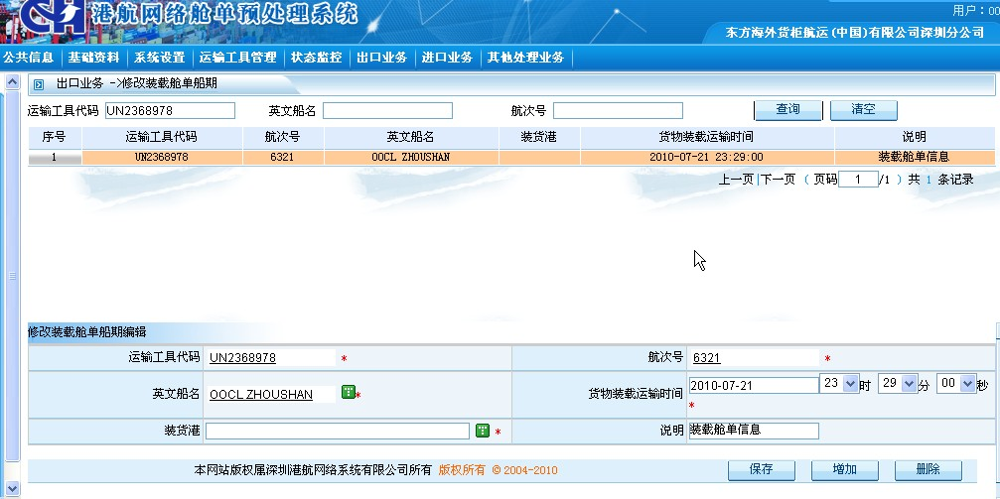 港航网络舱单预处理系统
用户：00
东方海外货柜航运(中国)有限公司深圳分公司
公共信息 基础资料 系统设置 运输工具管理 状态监控 出口业务 进口业务 其他处理业务
出口业务 ->修改装载舱单船期
运输工具代码 UN2368978 英文船名 航次号 查询 清空
序号 运输工具代码 航次号 英文船名 装货港 货物装载运输时间 说明
1 UN2368978 6321 OOCL ZHOUSHAN 2010-07-21 23:29:00 装载舱单信息
上一页|下一页 ( 页码 1 /1 ) 共 1 条记录
修改装载舱单船期编辑
运输工具代码 UN2368978 * 航次号 6321 *
英文船名 OOCL ZHOUSHAN * 货物装载运输时间 2010-07-21 23 时 29 分 00 秒
*
装货港 * 说明 装载舱单信息
本网站版权属深圳港航网络系统有限公司所有 版权所有 © 2004-2010 保存 增加 删除